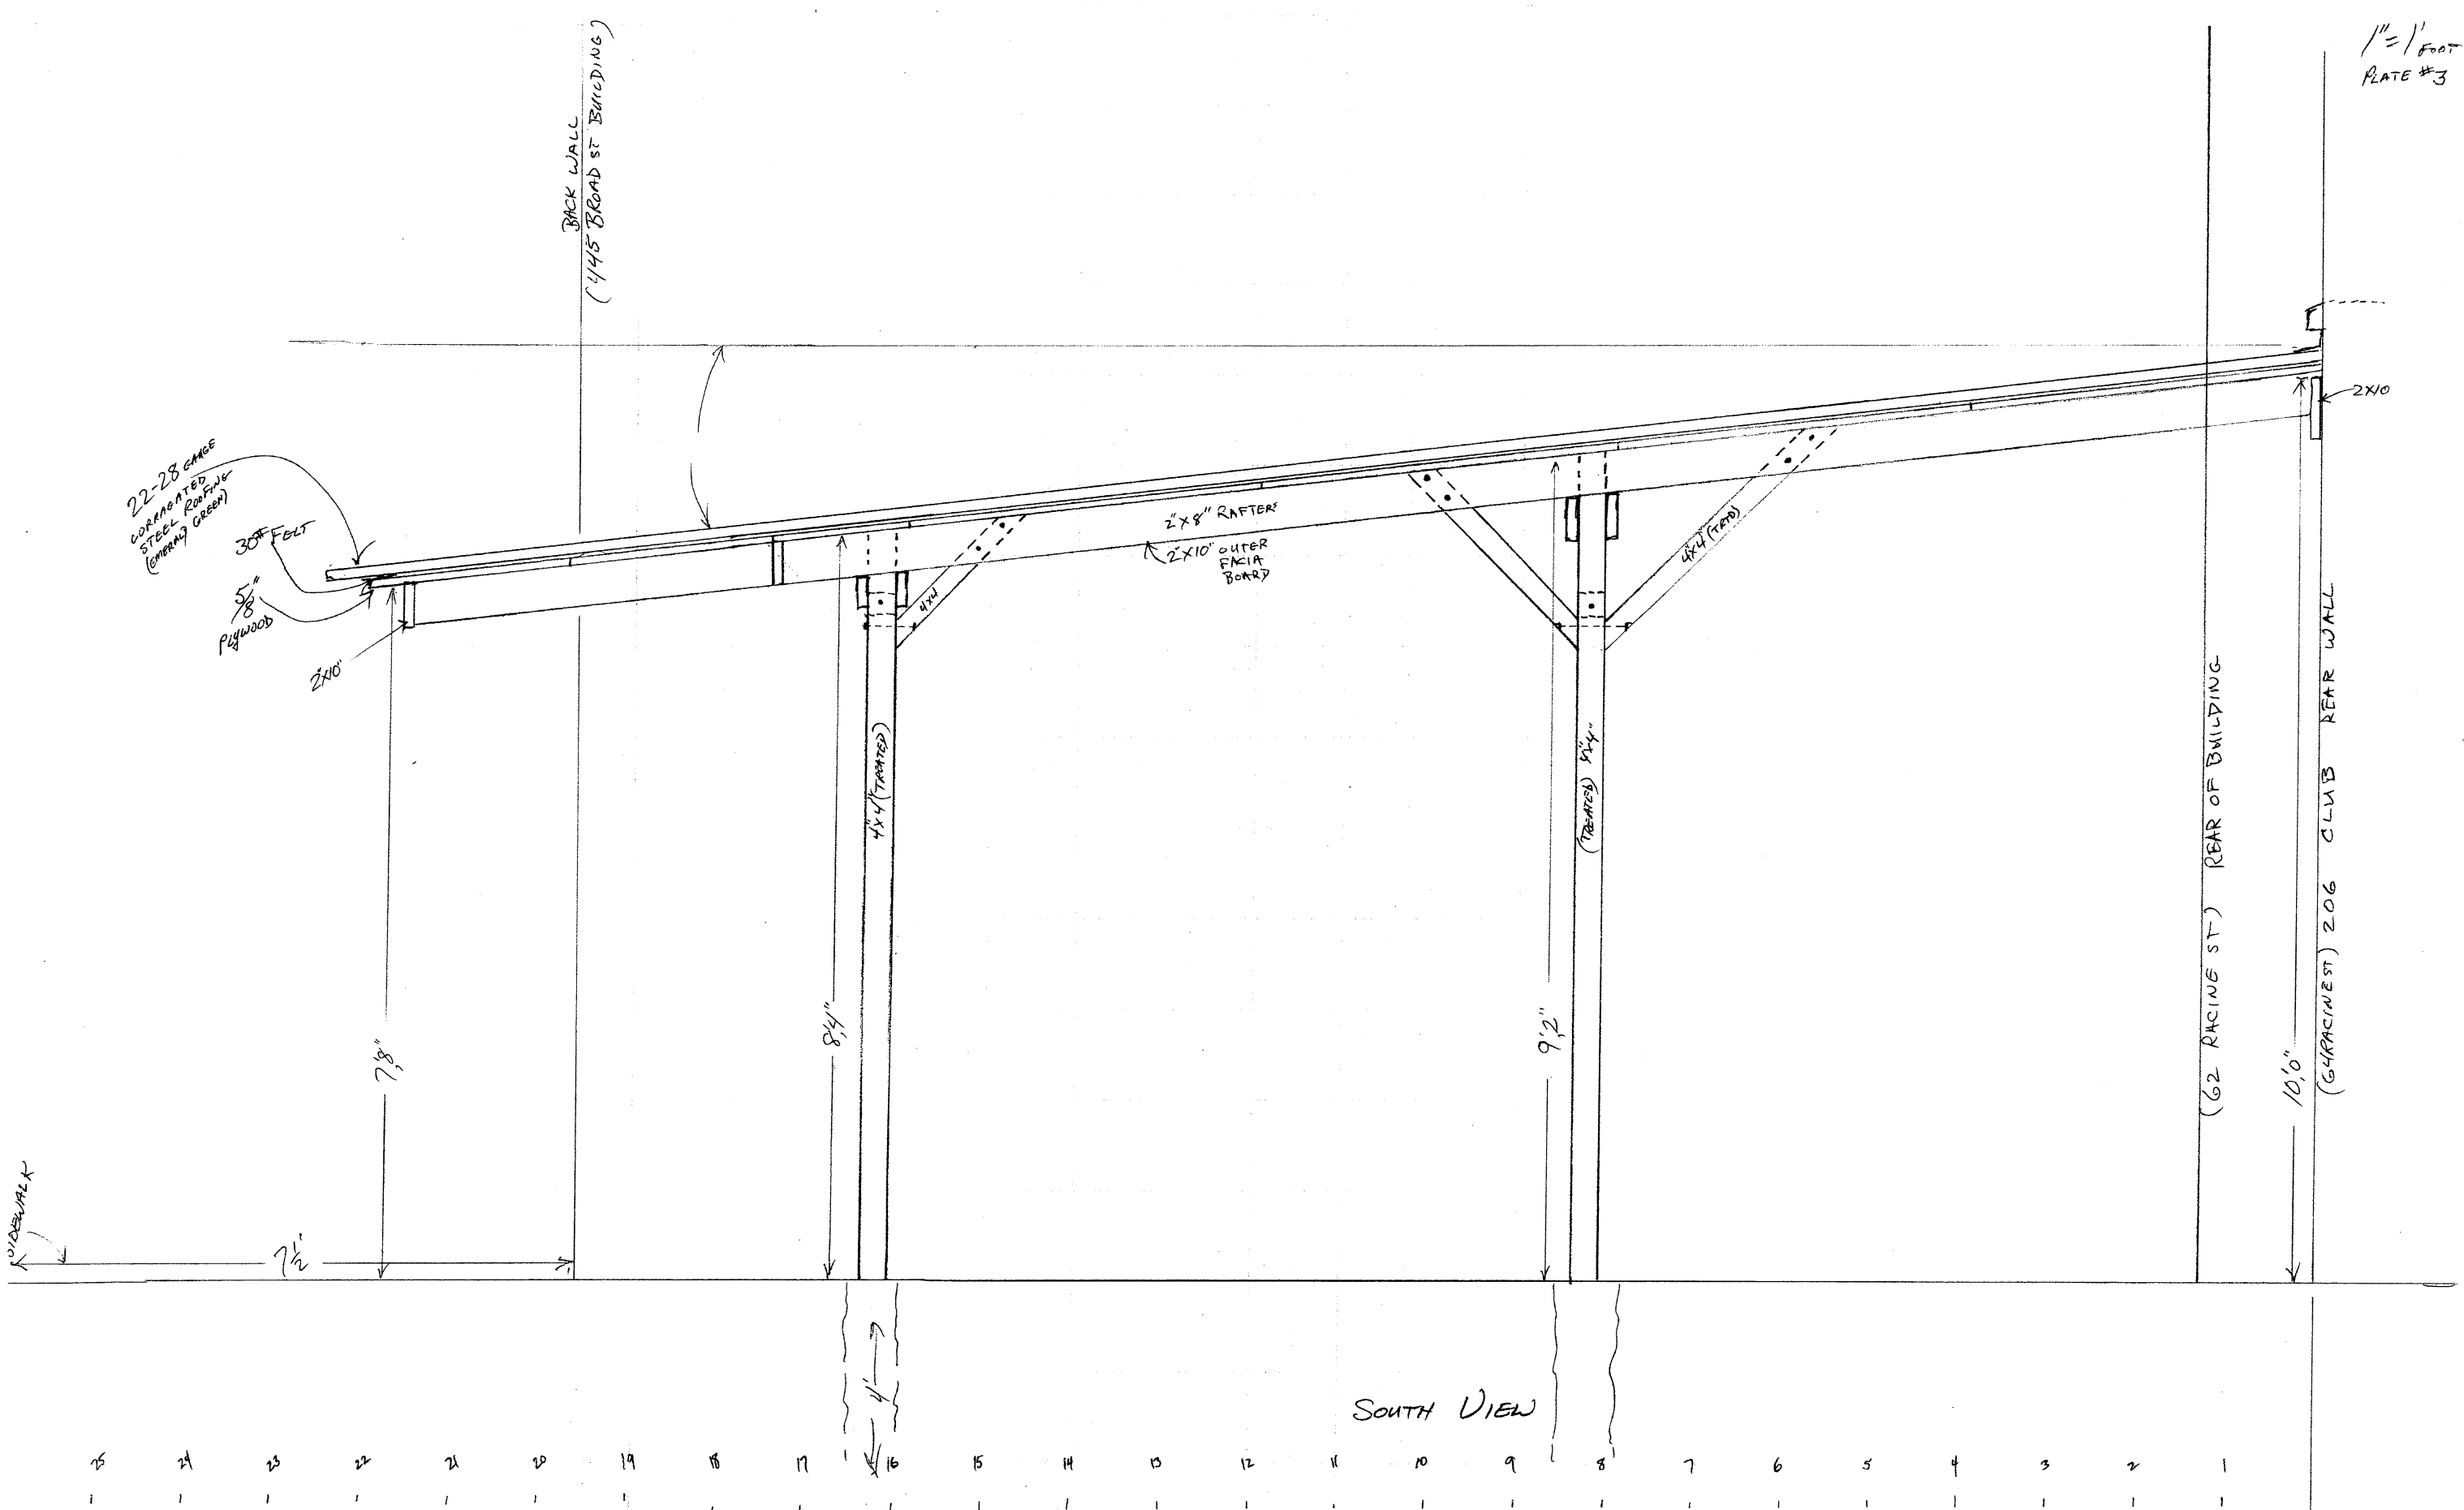 1"=1' FOOT
PLATE #3
BACK WALL
(445 BROAD ST BUILDING)
22-28 GAUGE
CORRAGATED
STEEL ROOFING
(EMERALD GREEN)
30# FELT
5/8"
PLYWOOD
2"X10"
2"X8" RAFTERS
2"X10" OUTER
FACIA
BOARD
4X4
4X4 (TRTD)
2X10
4"X4" (TREATED)
(TREATED) 4"X4"
7'8"
8'4"
9'2"
10'0"
(62 RACINE ST) REAR OF BUILDING
(64 RACINE ST) 206 CLUB REAR WALL
SIDEWALK
7 1/2'
4'
SOUTH VIEW
25 24 23 22 21 20 19 18 17 16 15 14 13 12 11 10 9 8 7 6 5 4 3 2 1